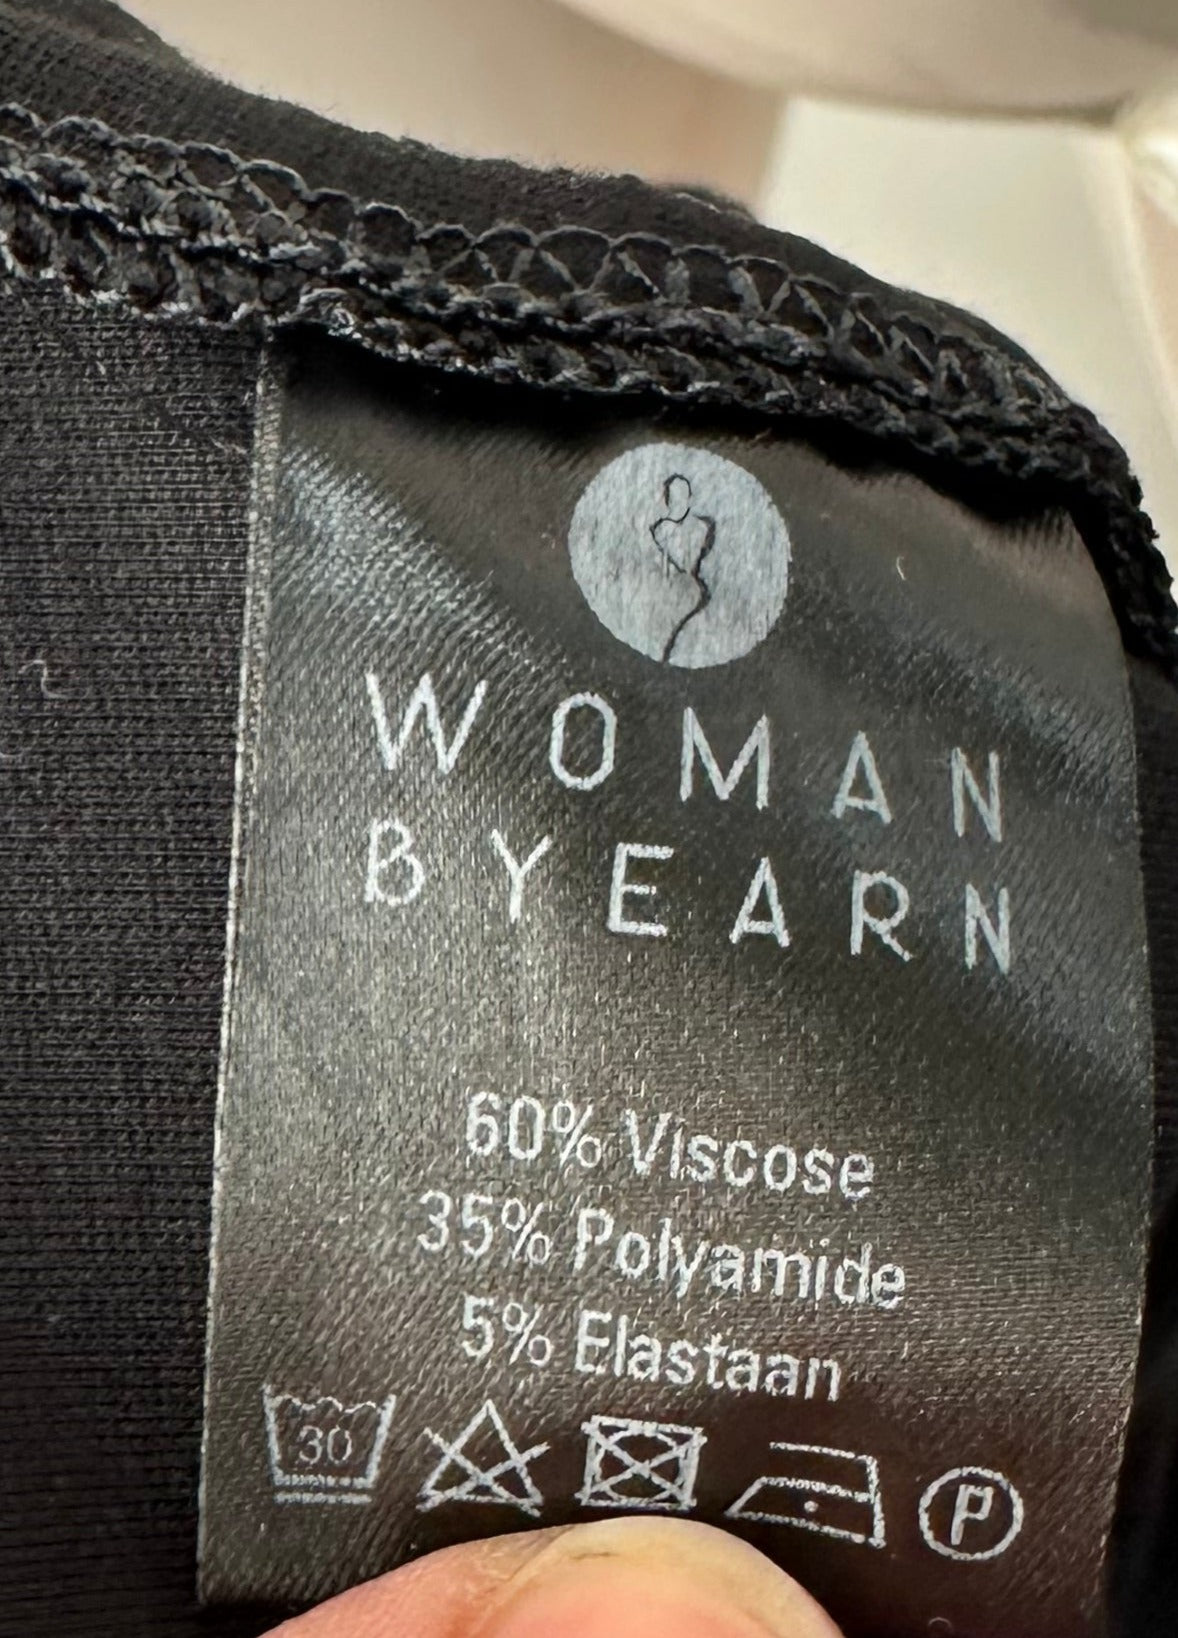 WOMAN
BYEARN
60% Viscose
35% Polyamide
5% Elastaan
30
P